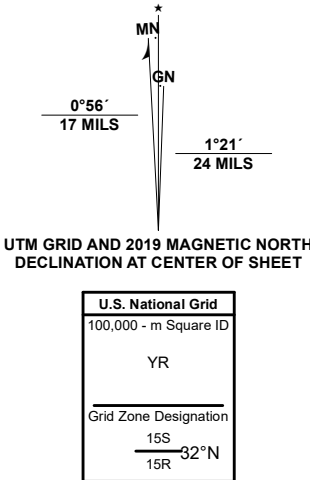 ★
MN
GN
0°56´
17 MILS
1°21´
24 MILS
UTM GRID AND 2019 MAGNETIC NORTH
DECLINATION AT CENTER OF SHEET
U.S. National Grid
100,000 - m Square ID
YR
Grid Zone Designation
15S
32°N
15R